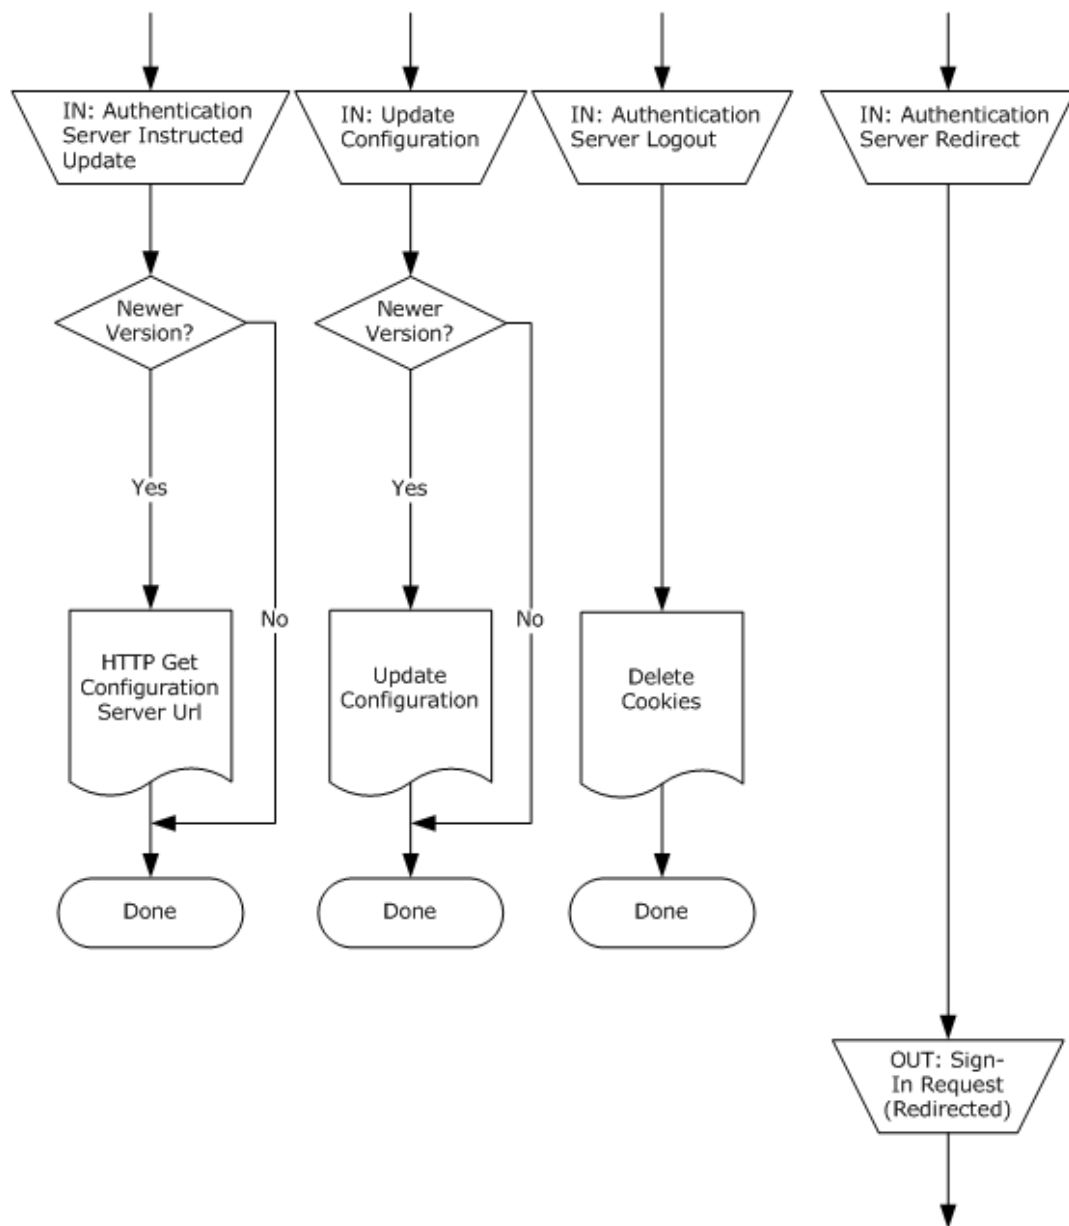 IN: Authentication
Server Instructed
Update
IN: Update
Configuration
IN: Authentication
Server Logout
IN: Authentication
Server Redirect
Newer
Version?
Newer
Version?
Yes
Yes
No
No
HTTP Get
Configuration
Server Url
Update
Configuration
Delete
Cookies
Done
Done
Done
OUT: Sign-
In Request
(Redirected)